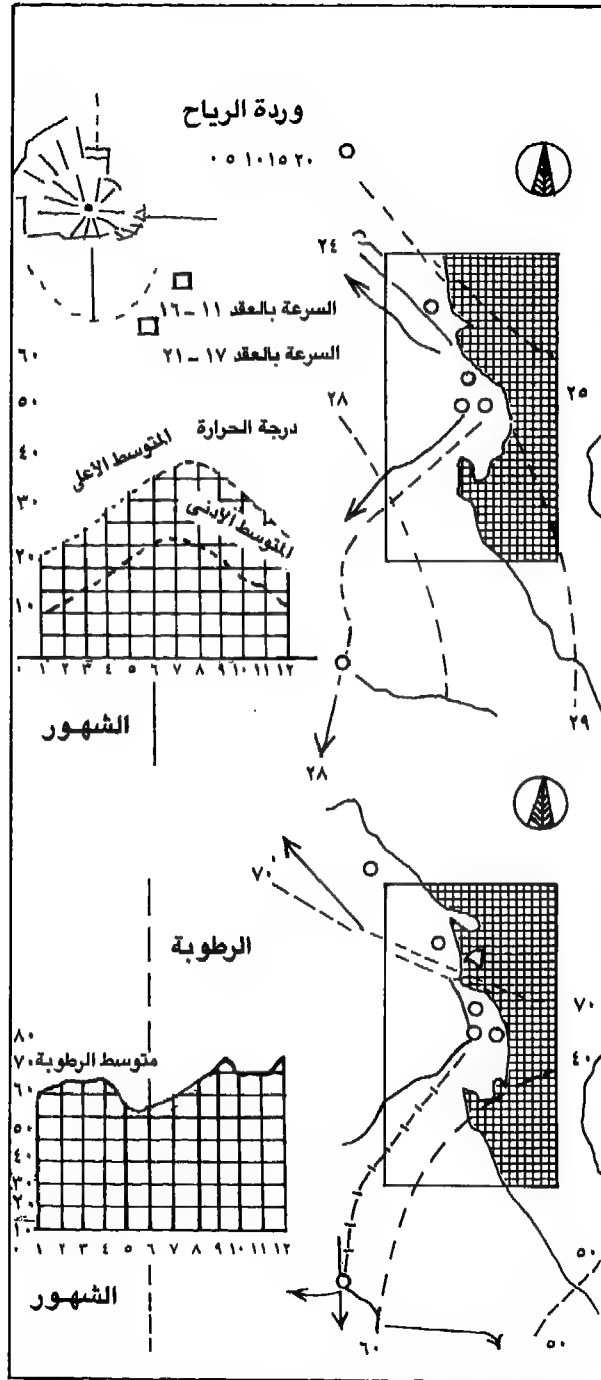 وردة الرياح
٠ ٥ ١٠ ١٥ ٢٠
٢٤
السرعة بالعقد ١١ – ١٦
السرعة بالعقد ١٧ – ٢١
٢٥
٢٨
درجة الحرارة
المتوسط الأعلى
المتوسط الأدنى
٦٠
٥٠
٤٠
٣٠
٢٠
١٠
٠ ١ ٢ ٣ ٤ ٥ ٦ ٧ ٨ ٩ ١٠ ١١ ١٢
الشهور
٢٩
٢٨
٧٠
الرطوبة
٧٠
٤٠
متوسط الرطوبة
٨٠
٧٠
٦٠
٥٠
٤٠
٣٠
٢٠
١٠
٠ ١ ٢ ٣ ٤ ٥ ٦ ٧ ٨ ٩ ١٠ ١١ ١٢
الشهور
٥٠
٥٠
٦٠